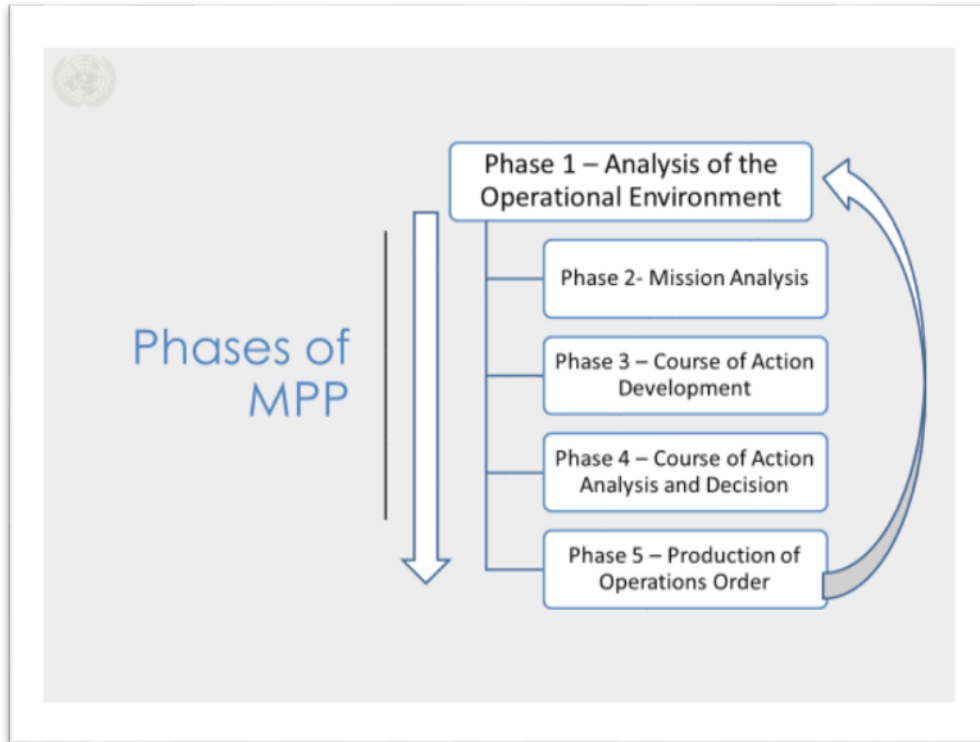 Phases of
MPP
Phase 1 – Analysis of the
Operational Environment
Phase 2- Mission Analysis
Phase 3 – Course of Action
Development
Phase 4 – Course of Action
Analysis and Decision
Phase 5 – Production of
Operations Order